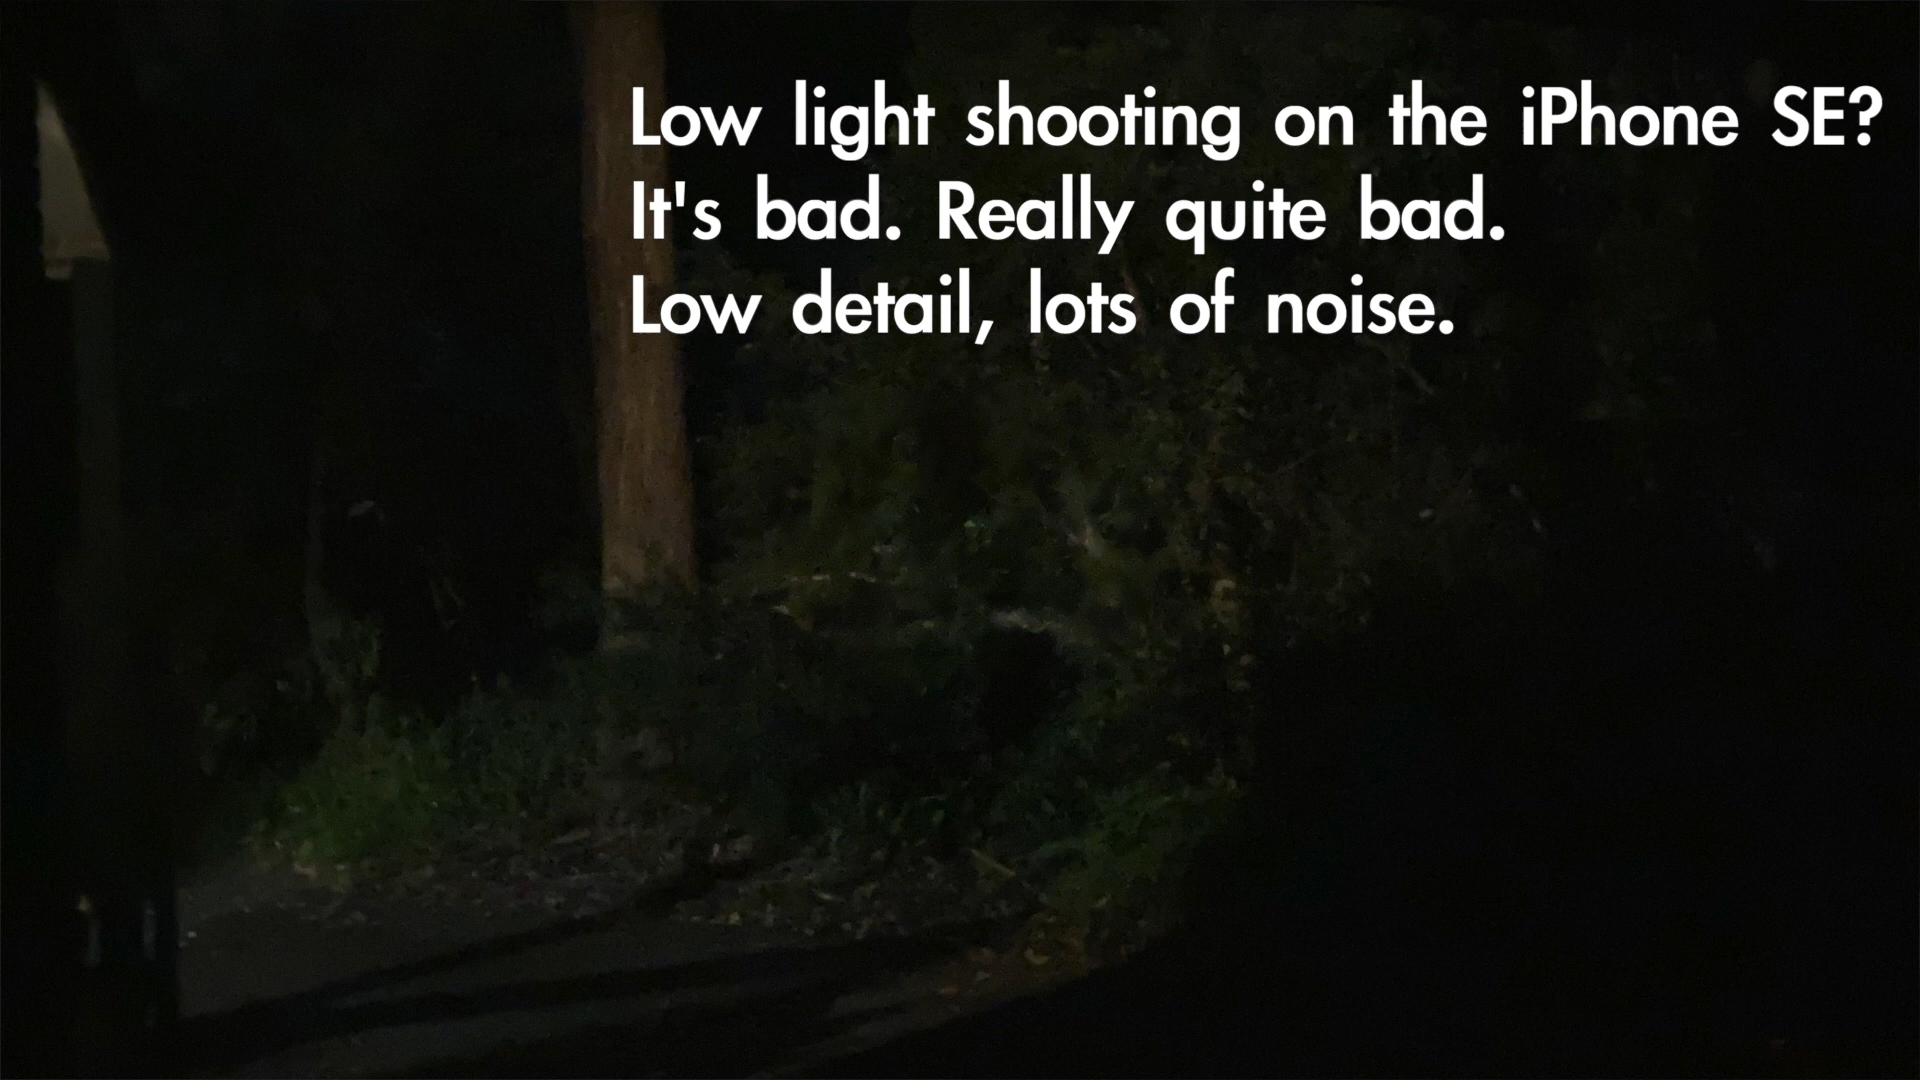 Low light shooting on the iPhone SE?
It's bad. Really quite bad.
Low detail, lots of noise.